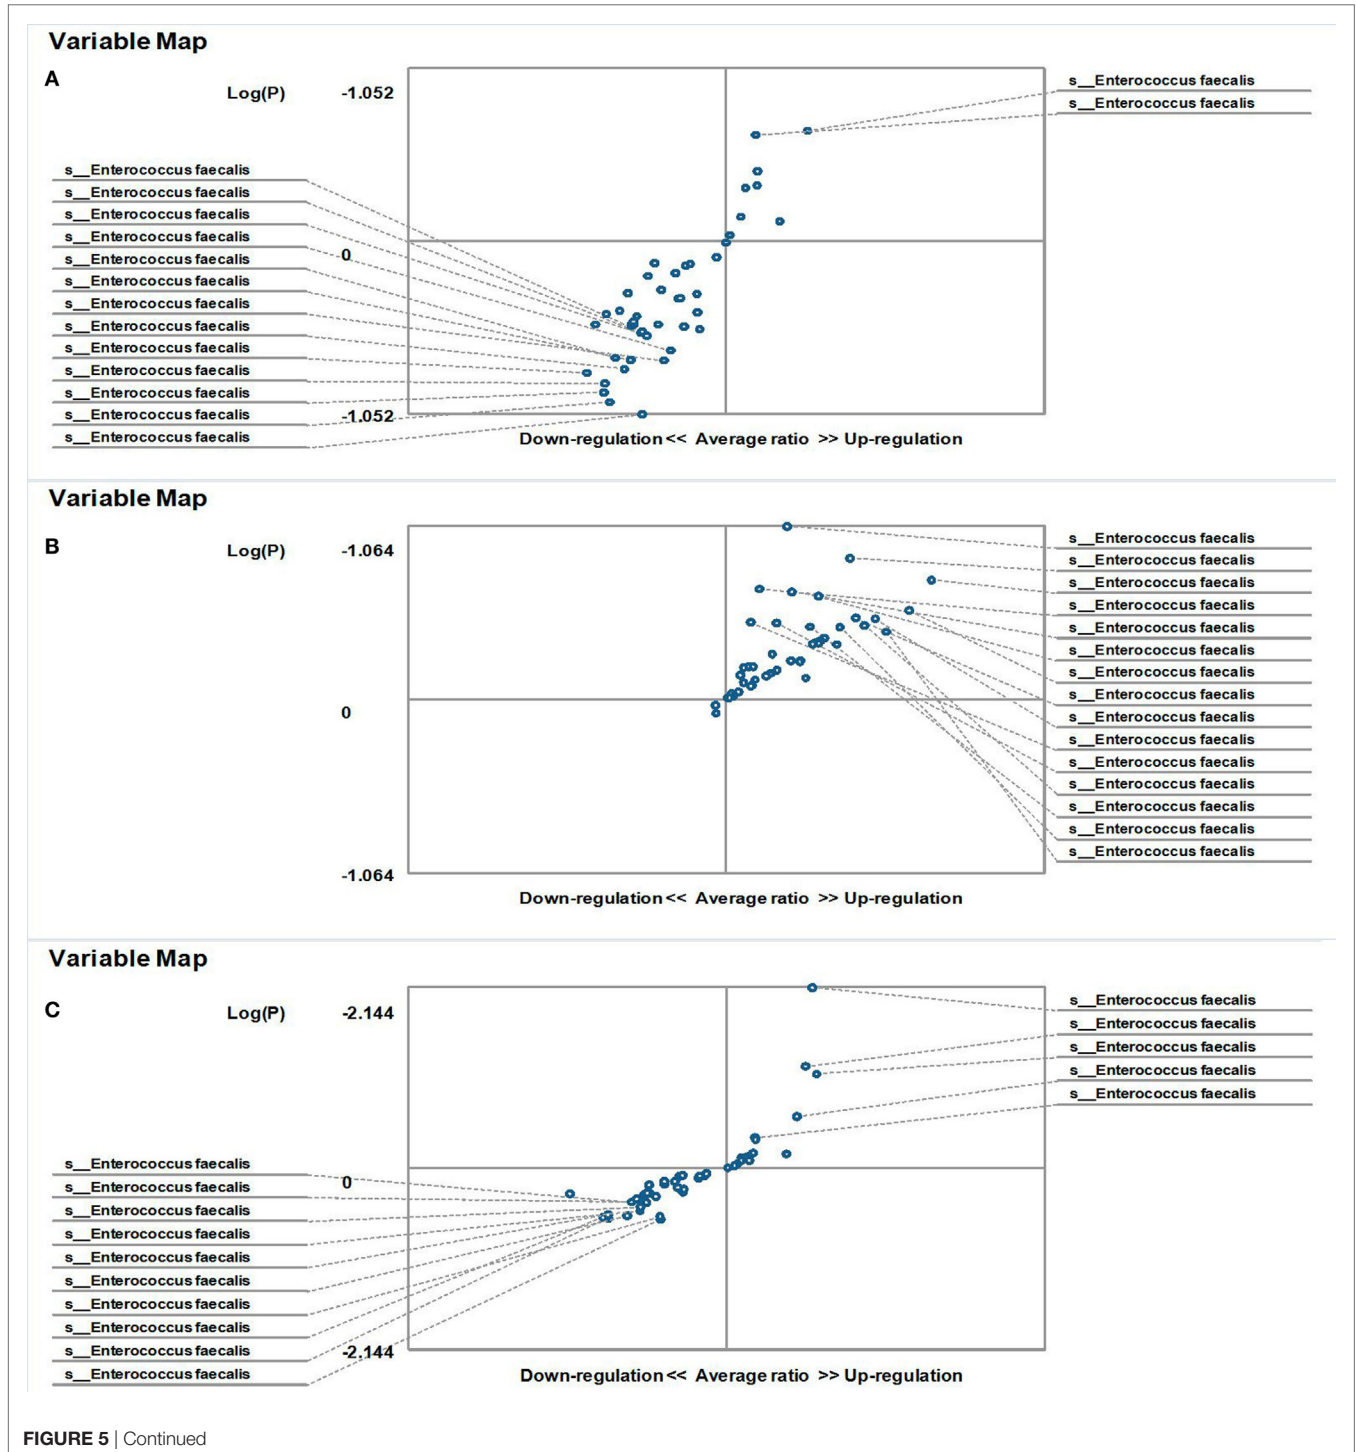 Variable Map
A
Log(P)
-1.052
s__Enterococcus faecalis
s__Enterococcus faecalis
s__Enterococcus faecalis
s__Enterococcus faecalis
s__Enterococcus faecalis
s__Enterococcus faecalis
0
s__Enterococcus faecalis
s__Enterococcus faecalis
s__Enterococcus faecalis
s__Enterococcus faecalis
s__Enterococcus faecalis
s__Enterococcus faecalis
s__Enterococcus faecalis
s__Enterococcus faecalis
-1.052
s__Enterococcus faecalis
Down-regulation << Average ratio >> Up-regulation
Variable Map
B
Log(P)
-1.064
s__Enterococcus faecalis
s__Enterococcus faecalis
s__Enterococcus faecalis
s__Enterococcus faecalis
s__Enterococcus faecalis
s__Enterococcus faecalis
s__Enterococcus faecalis
s__Enterococcus faecalis
0
s__Enterococcus faecalis
s__Enterococcus faecalis
s__Enterococcus faecalis
s__Enterococcus faecalis
s__Enterococcus faecalis
s__Enterococcus faecalis
s__Enterococcus faecalis
-1.064
Down-regulation << Average ratio >> Up-regulation
Variable Map
C
Log(P)
-2.144
s__Enterococcus faecalis
s__Enterococcus faecalis
s__Enterococcus faecalis
s__Enterococcus faecalis
s__Enterococcus faecalis
s__Enterococcus faecalis
0
s__Enterococcus faecalis
s__Enterococcus faecalis
s__Enterococcus faecalis
s__Enterococcus faecalis
s__Enterococcus faecalis
s__Enterococcus faecalis
s__Enterococcus faecalis
s__Enterococcus faecalis
-2.144
s__Enterococcus faecalis
Down-regulation << Average ratio >> Up-regulation
FIGURE 5 | Continued